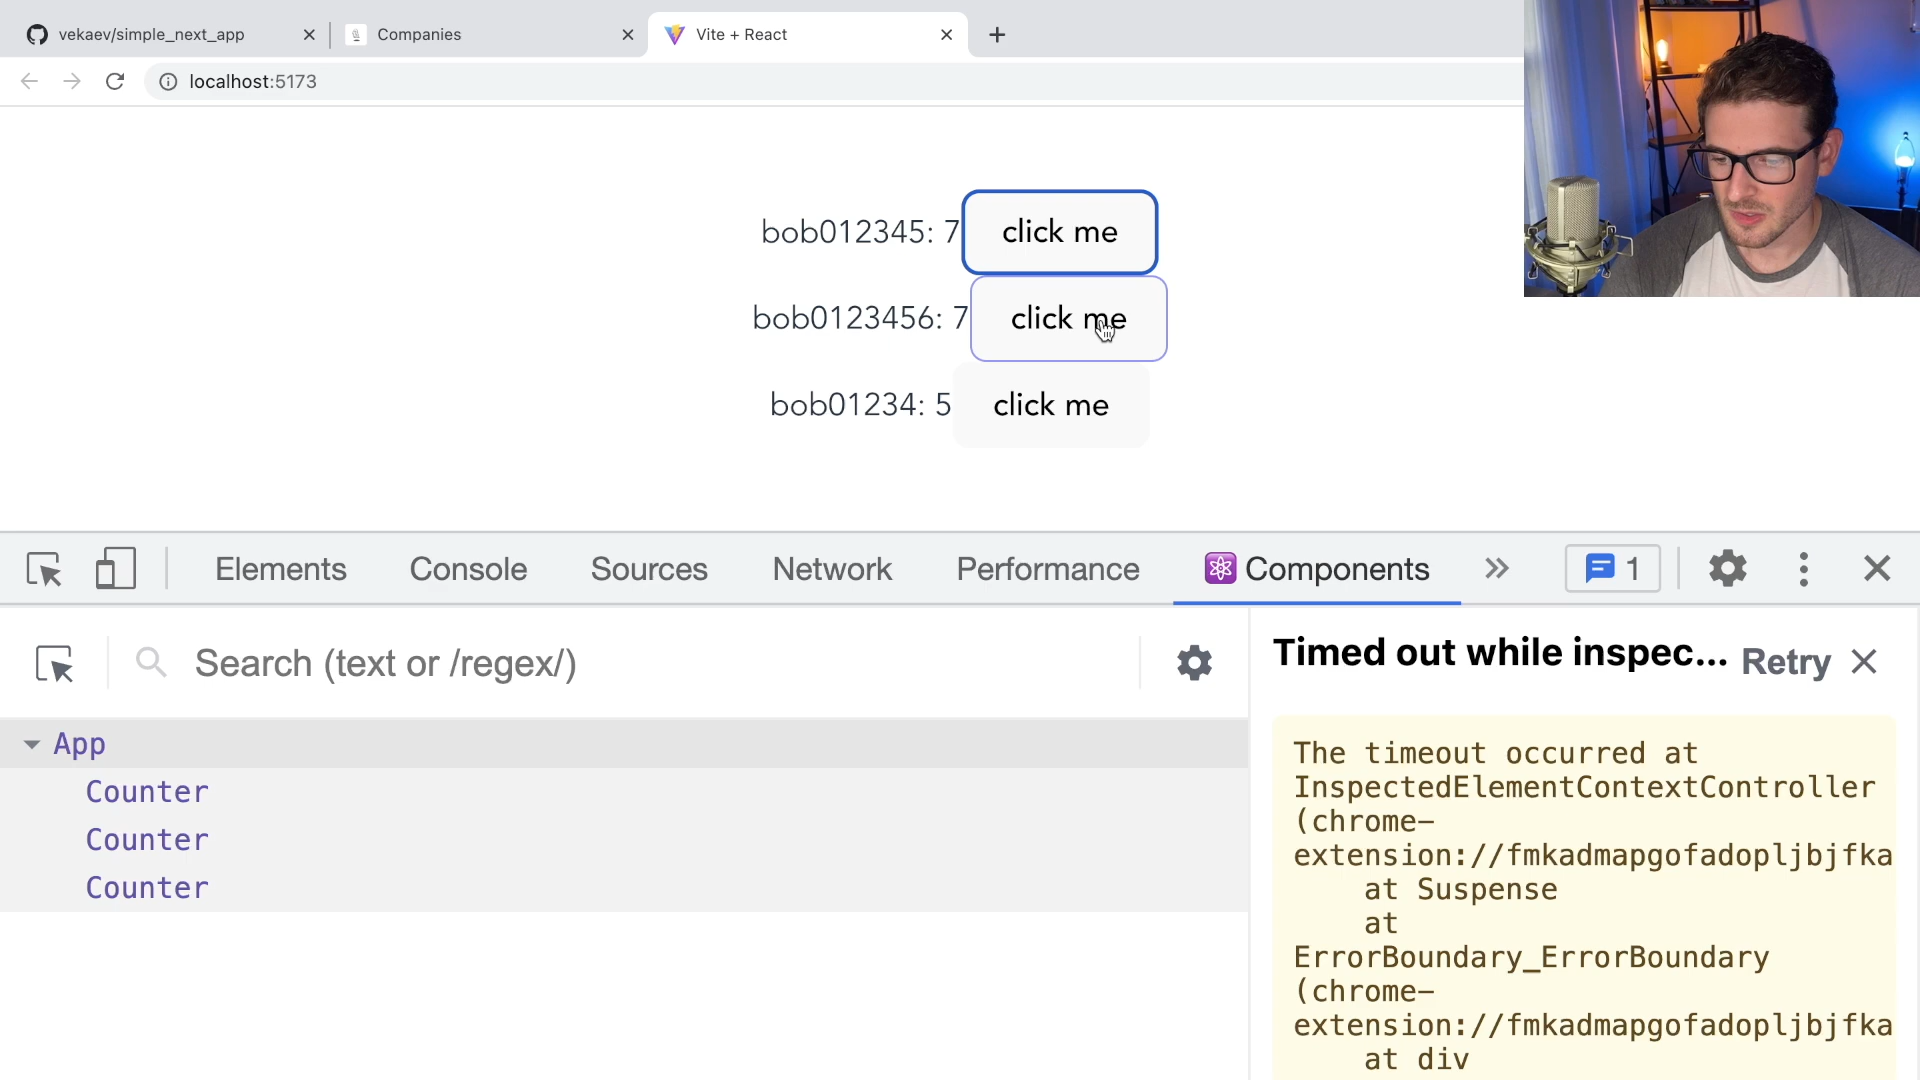 vekaev/simple_next_app
Companies
Vite + React
localhost:5173
bob012345: 7 click me
bob0123456: 7 click me
bob01234: 5 click me
Elements Console Sources Network Performance Components 1
Search (text or /regex/)
Timed out while inspec... Retry
App
Counter
Counter
Counter
The timeout occurred at
InspectedElementContextController
(chrome-
extension://fmkadmapgofadopljbjfka
at Suspense
at
ErrorBoundary_ErrorBoundary
(chrome-
extension://fmkadmapgofadopljbjfka
at div